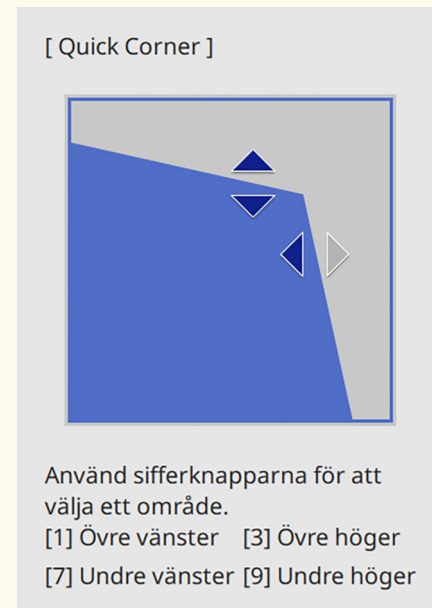 [ Quick Corner ]
Använd sifferknapparna för att
välja ett område.
[1] Övre vänster [3] Övre höger
[7] Undre vänster [9] Undre höger